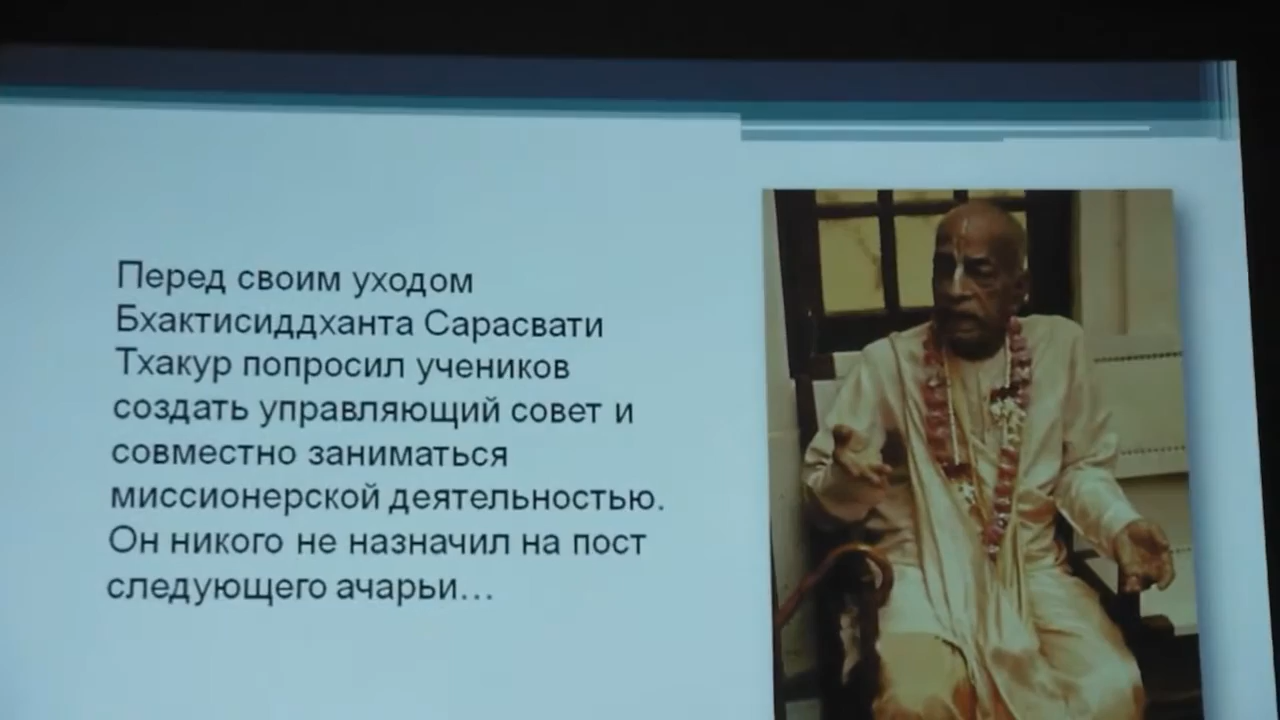 Перед своим уходом
Бхактисиддханта Сарасвати
Тхакур попросил учеников
создать управляющий совет и
совместно заниматься
миссионерской деятельностью.
Он никого не назначил на пост
следующего ачарьи…